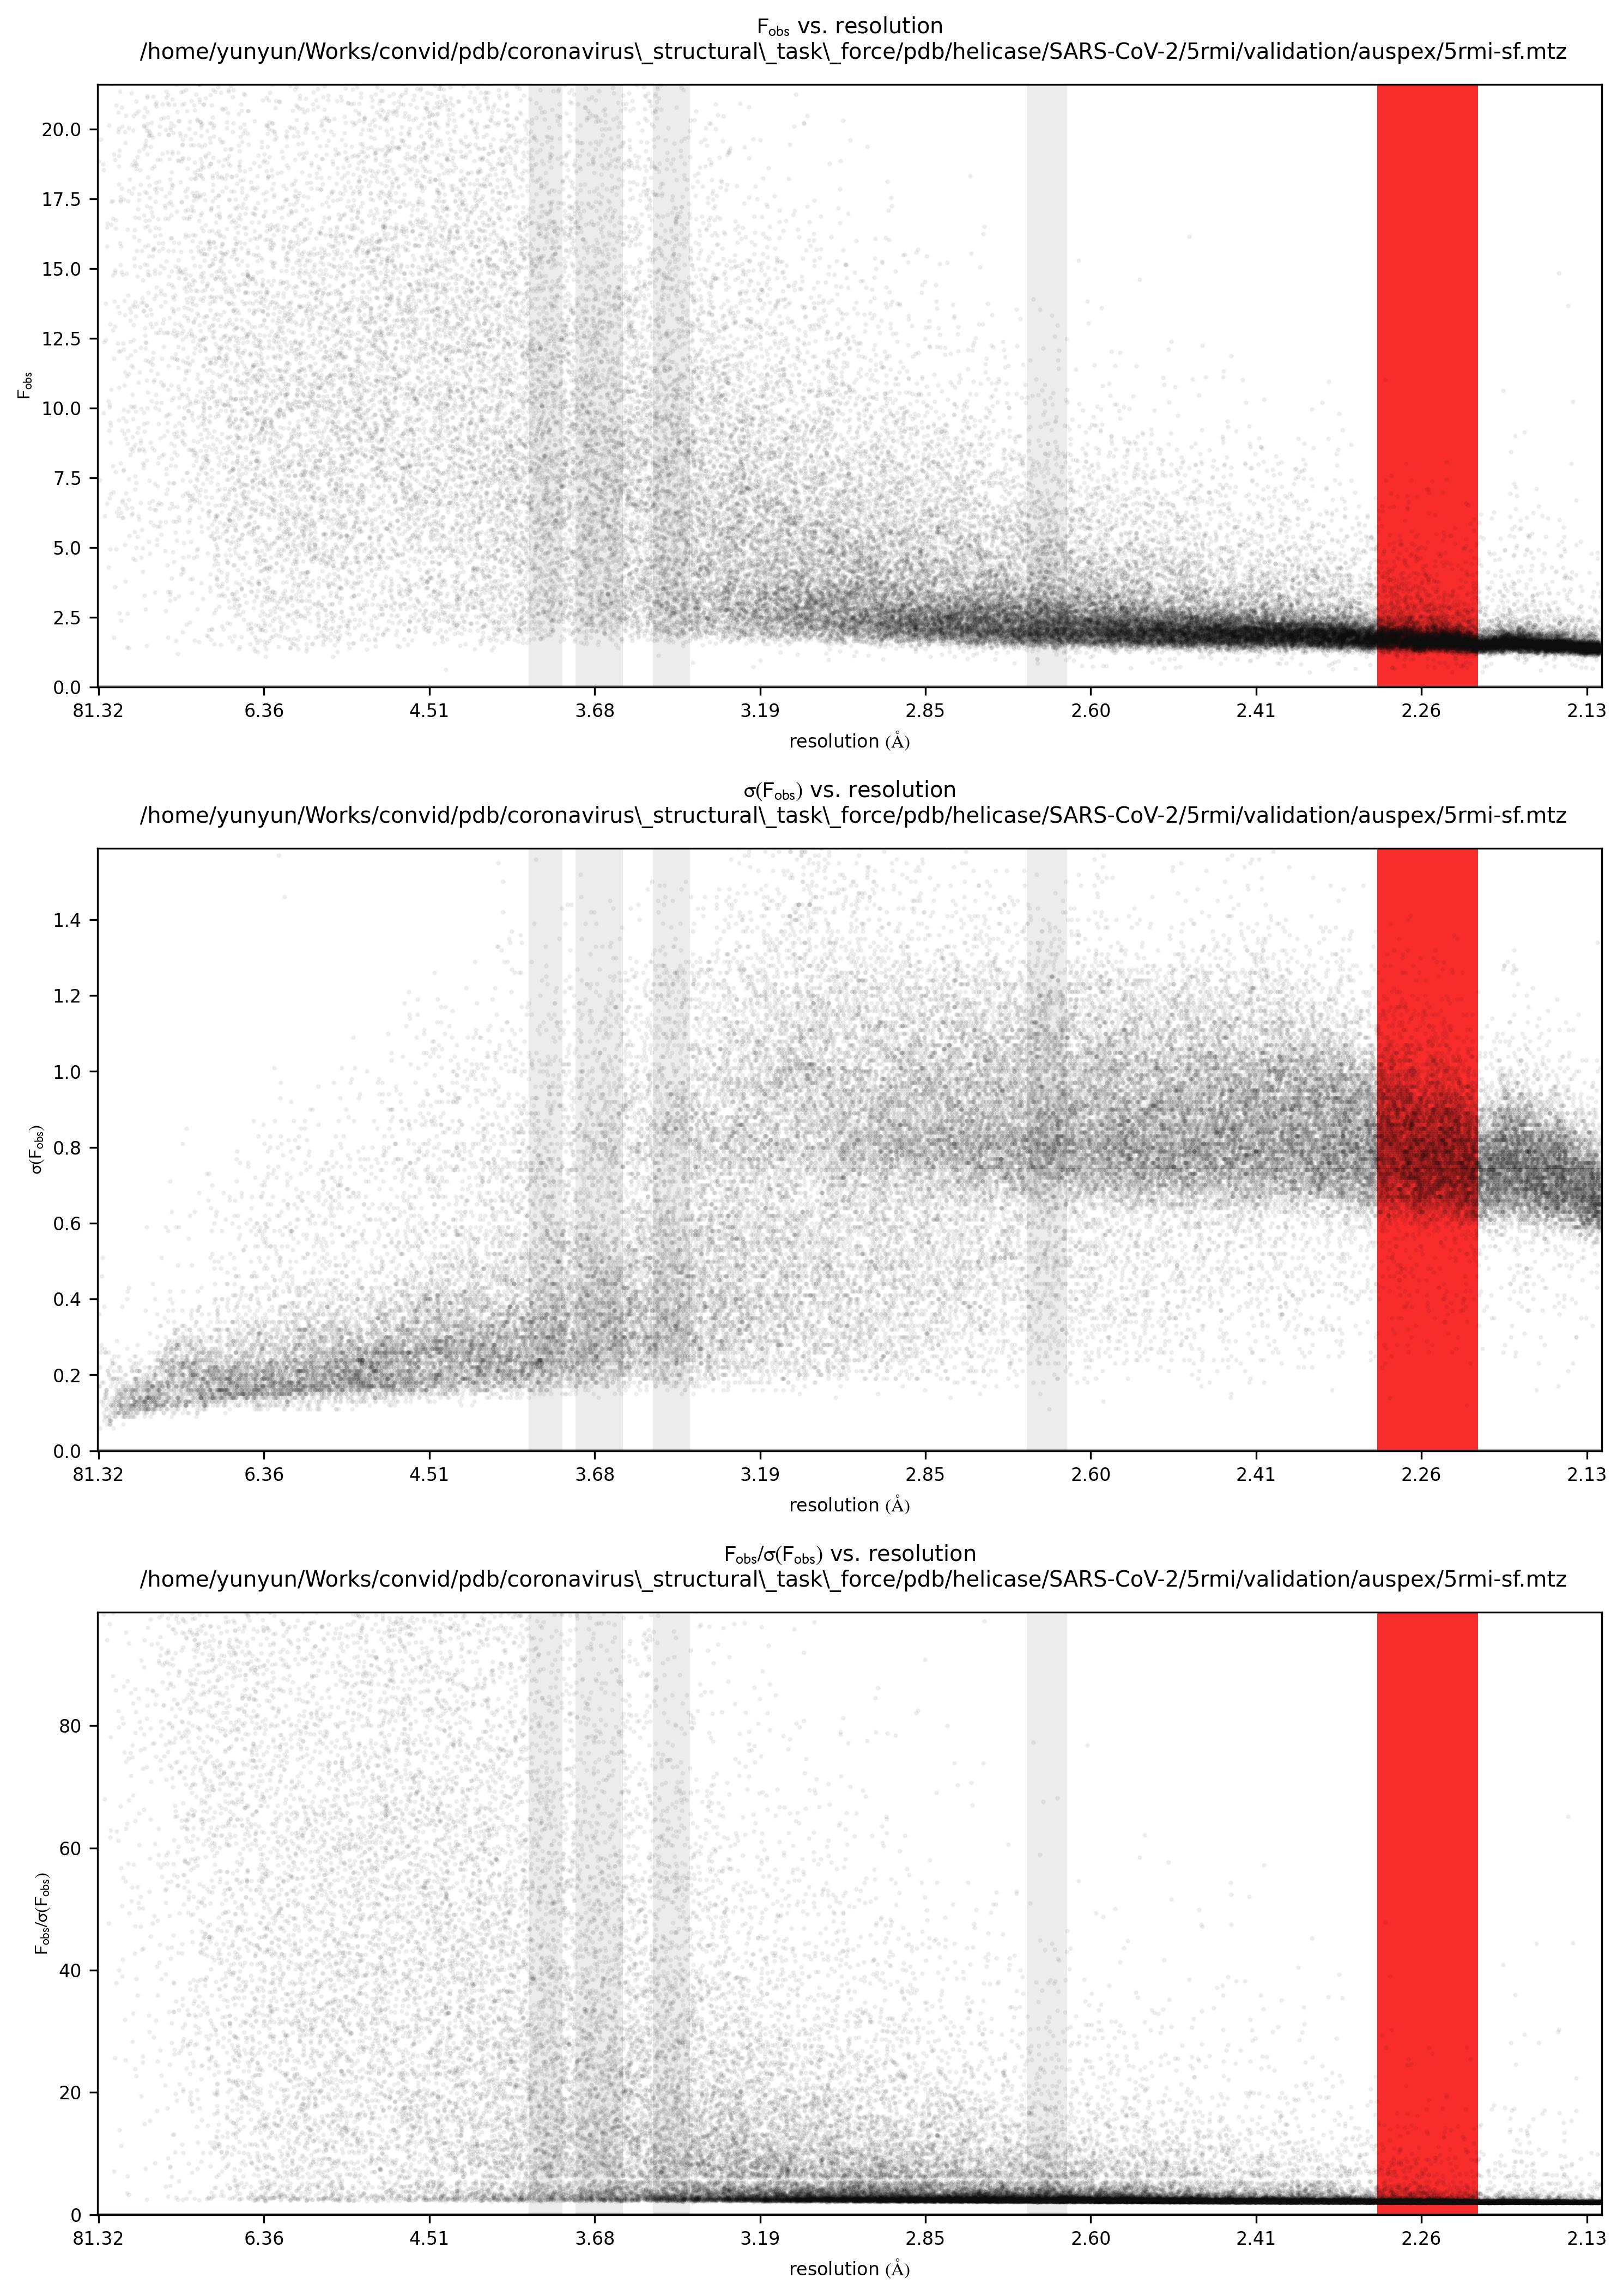 Fobs vs. resolution
/home/yunyun/Works/convid/pdb/coronavirus\_structural\_task\_force/pdb/helicase/SARS-CoV-2/5rmi/validation/auspex/5rmi-sf.mtz
20.0
17.5
15.0
12.5
10.0
7.5
5.0
2.5
0.0
Fobs
81.32 6.36 4.51 3.68 3.19 2.85 2.60 2.41 2.26 2.13
resolution (Å)
σ(Fobs) vs. resolution
/home/yunyun/Works/convid/pdb/coronavirus\_structural\_task\_force/pdb/helicase/SARS-CoV-2/5rmi/validation/auspex/5rmi-sf.mtz
1.4
1.2
1.0
0.8
0.6
0.4
0.2
0.0
σ(Fobs)
81.32 6.36 4.51 3.68 3.19 2.85 2.60 2.41 2.26 2.13
resolution (Å)
Fobs/σ(Fobs) vs. resolution
/home/yunyun/Works/convid/pdb/coronavirus\_structural\_task\_force/pdb/helicase/SARS-CoV-2/5rmi/validation/auspex/5rmi-sf.mtz
80
60
40
20
0
Fobs/σ(Fobs)
81.32 6.36 4.51 3.68 3.19 2.85 2.60 2.41 2.26 2.13
resolution (Å)